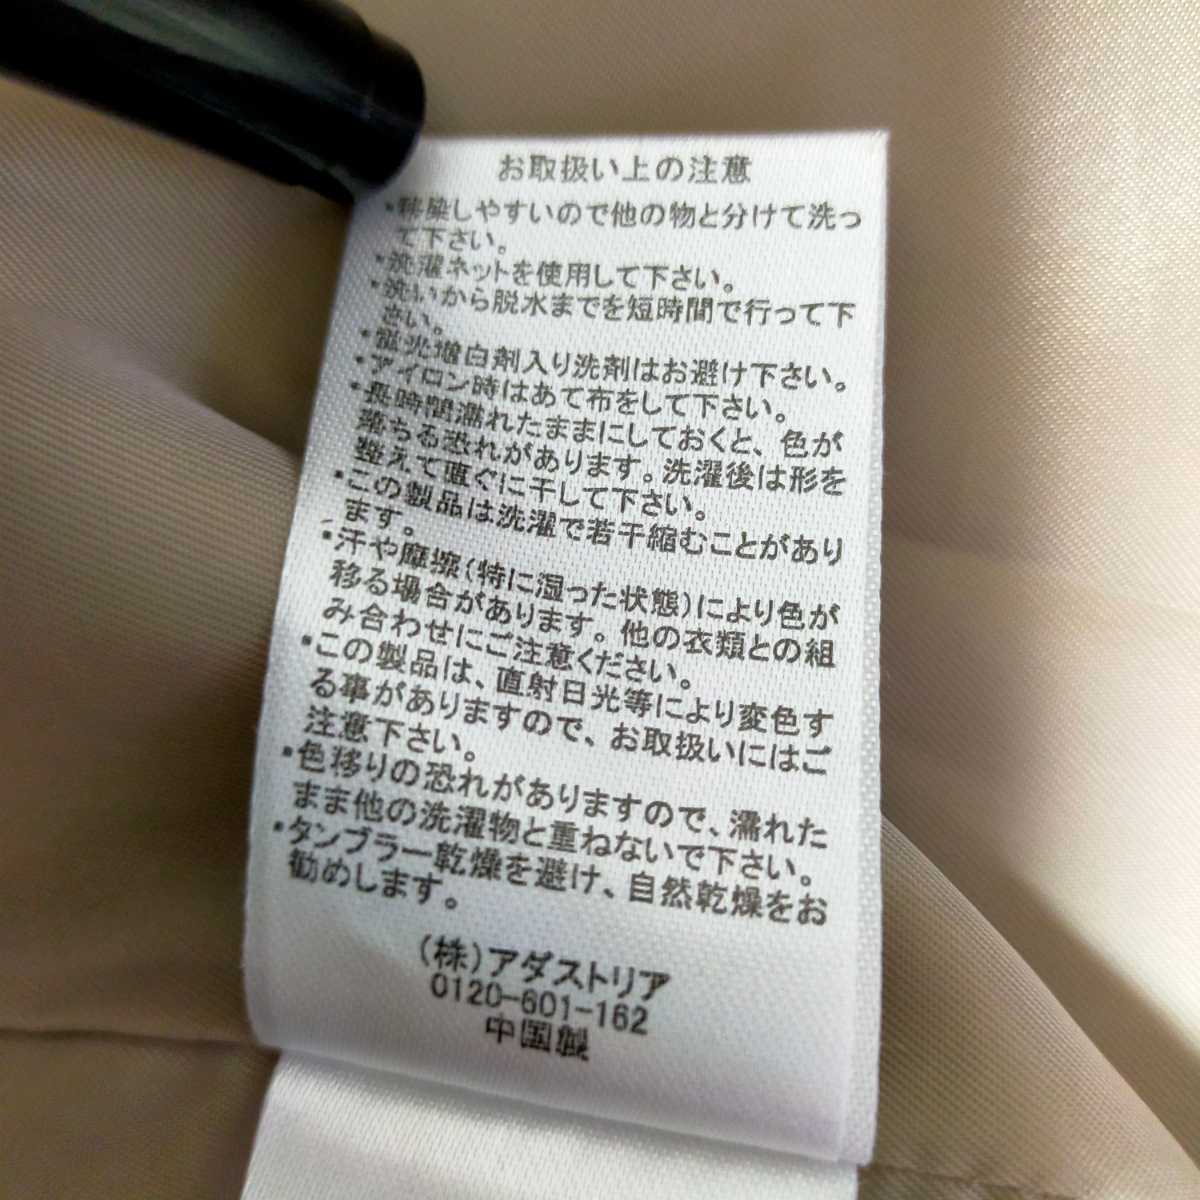 お取扱い上の注意
・移染しやすいので他の物と分けて洗っ
て下さい。
・洗濯ネットを使用して下さい。
・洗いから脱水までを短時間で行って下
さい。
・蛍光増白剤入り洗剤はお避け下さい。
・アイロン時はあて布をして下さい。
・長時間濡れたままにしておくと、色が
落ちる恐れがあります。洗濯後は形を
整えて直ぐに干して下さい。
・この製品は洗濯で若干縮むことがあり
ます。
・汗や摩擦(特に湿った状態)により色が
移る場合があります。他の衣類との組
み合わせにご注意ください。
・この製品は、直射日光等により変色す
る事がありますので、お取扱いにはご
注意下さい。
・色移りの恐れがありますので、濡れた
まま他の洗濯物と重ねないで下さい。
・タンブラー乾燥を避け、自然乾燥をお
勧めします。
(株)アダストリア
0120-601-162
中国製